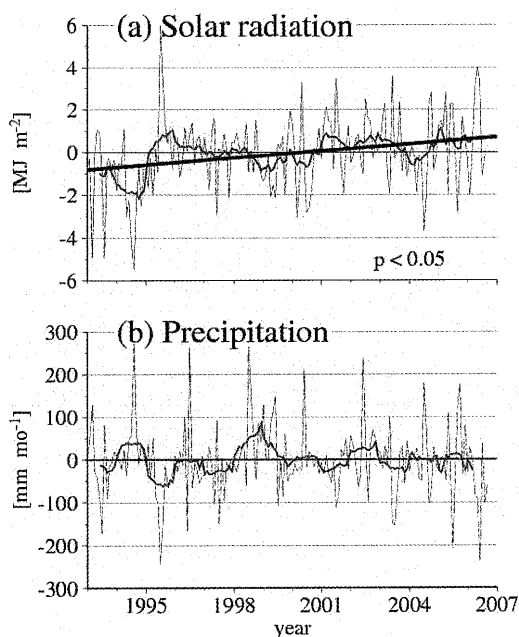 (a) Solar radiation
6
4
2
0
-2
-4
-6
[MJ m⁻²]
p < 0.05
(b) Precipitation
300
200
100
0
-100
-200
-300
[mm mo⁻¹]
1995 1998 2001 2004 2007
year